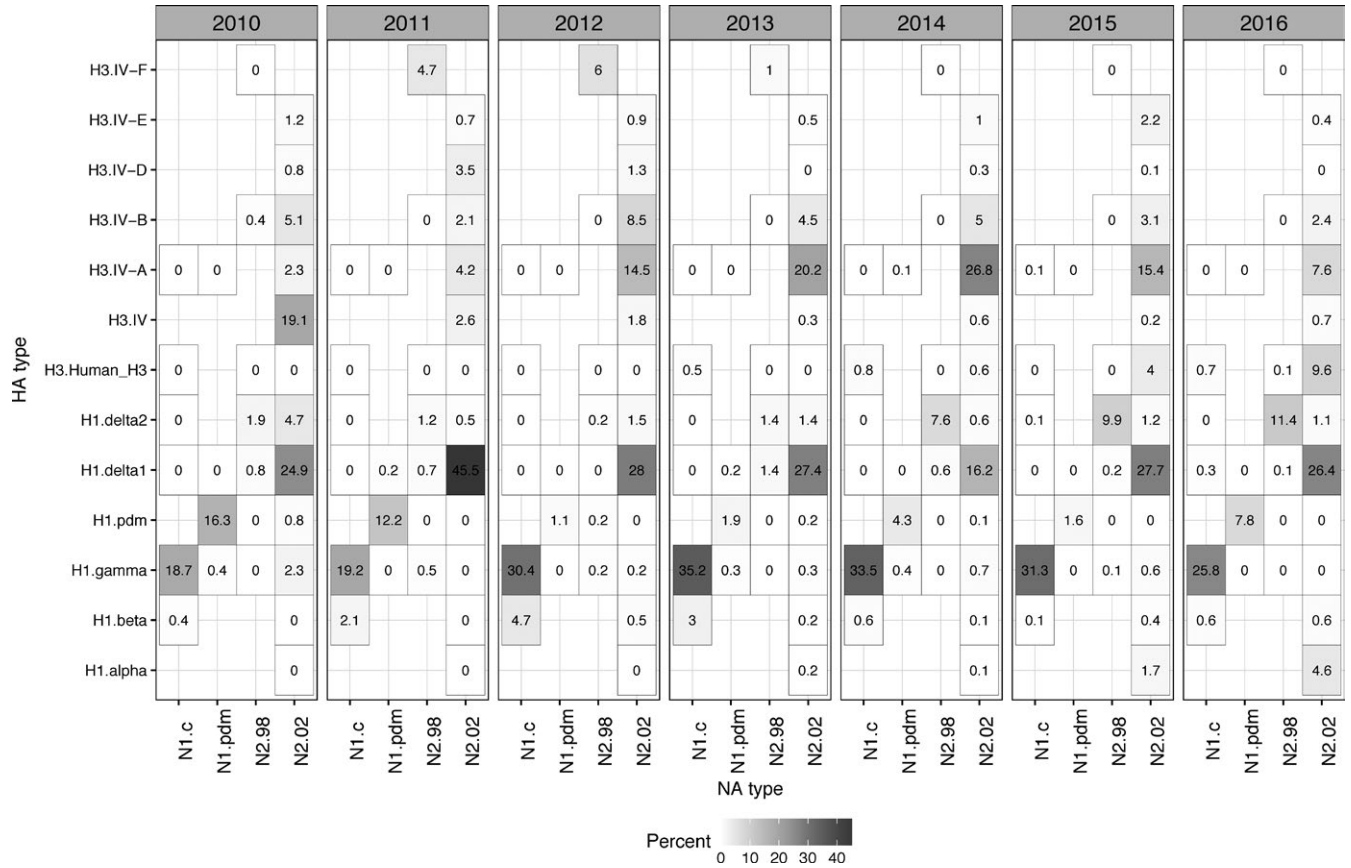 2010 2011 2012 2013 2014 2015 2016
H3.IV−F 0 4.7 6 1 0 0 0
H3.IV−E 1.2 0.7 0.9 0.5 1 2.2 0.4
H3.IV−D 0.8 3.5 1.3 0 0.3 0.1 0
H3.IV−B 0.4 5.1 0 2.1 0 8.5 0 4.5 0 5 0 3.1 0 2.4
H3.IV−A 0 0 2.3 0 0 4.2 0 0 14.5 0 0 20.2 0 0.1 26.8 0.1 0 15.4 0 0 7.6
H3.IV 19.1 2.6 1.8 0.3 0.6 0.2 0.7
H3.Human_H3 0 0 0 0 0 0 0 0 0 0.5 0 0 0.8 0 0.6 0 0 4 0.7 0.1 9.6
H1.delta2 0 1.9 4.7 0 1.2 0.5 0 0.2 1.5 0 1.4 1.4 0 7.6 0.6 0.1 9.9 1.2 0 11.4 1.1
H1.delta1 0 0 0.8 24.9 0 0.2 0.7 45.5 0 0 0 28 0 0.2 1.4 27.4 0 0 0.6 16.2 0 0 0.2 27.7 0.3 0 0.1 26.4
H1.pdm 16.3 0 0.8 12.2 0 0 1.1 0.2 0 1.9 0 0.2 4.3 0 0.1 1.6 0 0 7.8 0 0
H1.gamma 18.7 0.4 0 2.3 19.2 0 0.5 0 30.4 0 0.2 0.2 35.2 0.3 0 0.3 33.5 0.4 0 0.7 31.3 0 0.1 0.6 25.8 0 0 0
H1.beta 0.4 0 2.1 0 4.7 0.5 3 0.2 0.6 0.1 0.1 0.4 0.6 0.6
H1.alpha 0 0 0 0.2 0.1 1.7 4.6
HA type
N1.c N1.pdm N2.98 N2.02 N1.c N1.pdm N2.98 N2.02 N1.c N1.pdm N2.98 N2.02 N1.c N1.pdm N2.98 N2.02 N1.c N1.pdm N2.98 N2.02 N1.c N1.pdm N2.98 N2.02 N1.c N1.pdm N2.98 N2.02
NA type
Percent
0 10 20 30 40